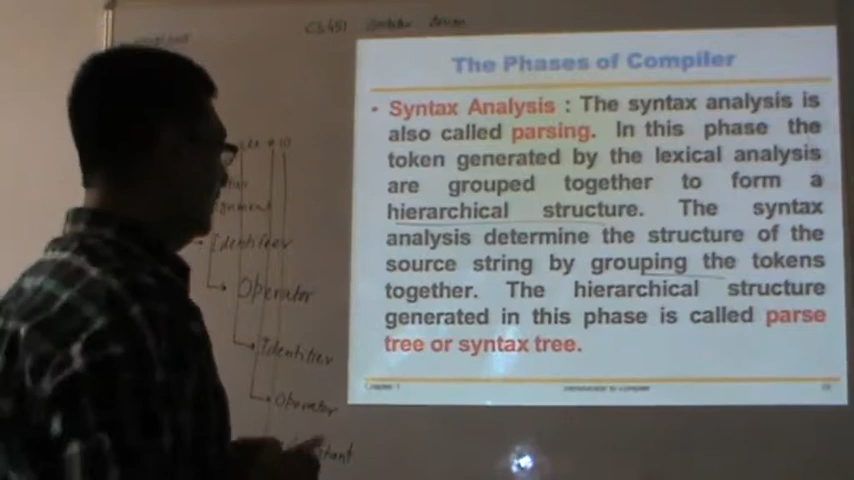 The Phases of Compiler
• Syntax Analysis : The syntax analysis is
also called parsing. In this phase the
token generated by the lexical analysis
are grouped together to form a
hierarchical structure. The syntax
analysis determine the structure of the
source string by grouping the tokens
together. The hierarchical structure
generated in this phase is called parse
tree or syntax tree.
Identifier
Operator
Identifier
Operator